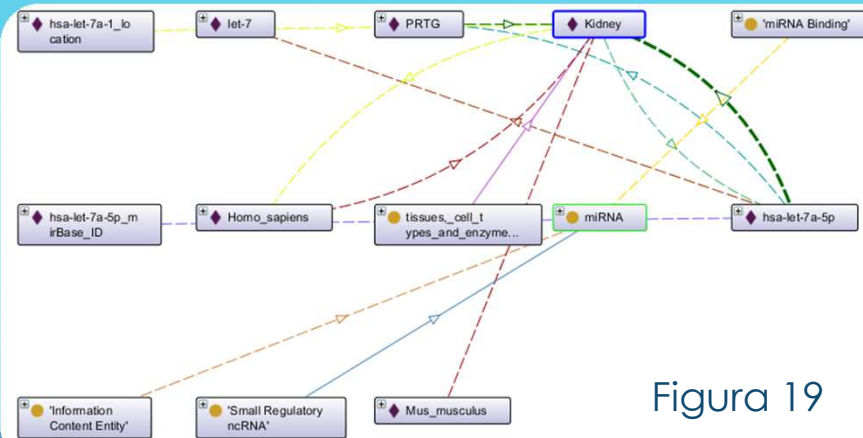 hsa-let-7a-1_lo
cation
let-7
PRTG
Kidney
'miRNA Binding'
hsa-let-7a-5p_m
irBase_ID
Homo_sapiens
tissues,_cell_t
ypes_and_enzyme...
miRNA
hsa-let-7a-5p
'Information
Content Entity'
'Small Regulatory
ncRNA'
Mus_musculus
Figura 19